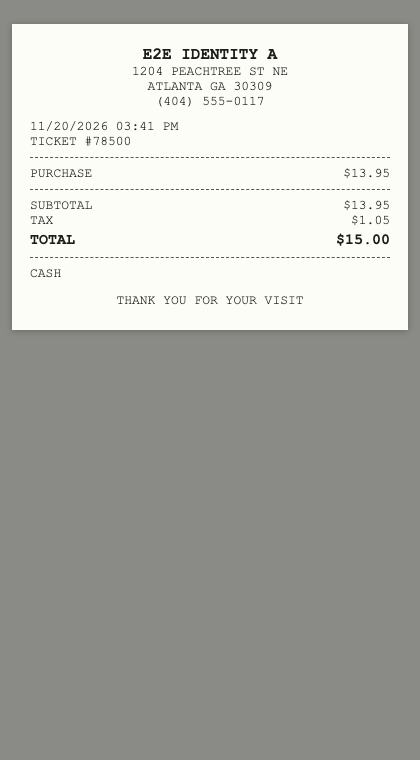 E2E IDENTITY A
1204 PEACHTREE ST NE
ATLANTA GA 30309
(404) 555-0117
11/20/2026 03:41 PM
TICKET #78500
PURCHASE $13.95
SUBTOTAL $13.95
TAX $1.05
TOTAL $15.00
CASH
THANK YOU FOR YOUR VISIT